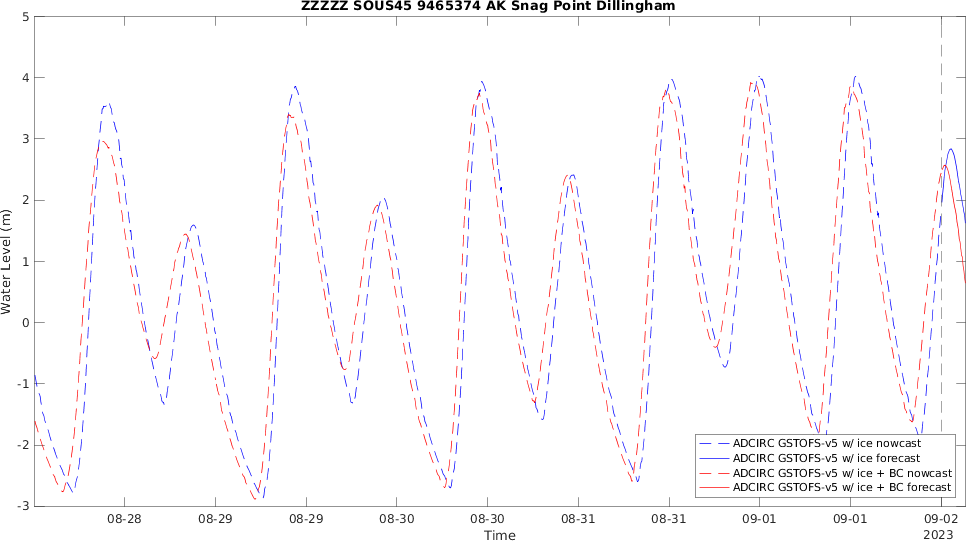 ZZZZZ SOUS45 9465374 AK Snag Point Dillingham
5
4
3
2
1
0
-1
-2
-3
Water Level (m)
ADCIRC GSTOFS-v5 w/ ice nowcast
ADCIRC GSTOFS-v5 w/ ice forecast
ADCIRC GSTOFS-v5 w/ ice + BC nowcast
ADCIRC GSTOFS-v5 w/ ice + BC forecast
08-28 08-29 08-29 08-30 08-30 08-31 08-31 09-01 09-01 09-02
Time
2023